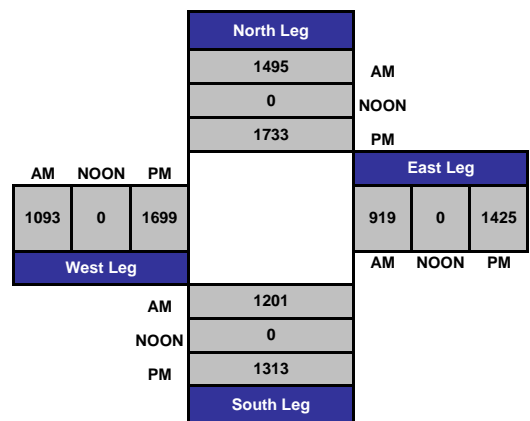 North Leg
1495 AM
0 NOON
1733 PM
AM NOON PM
East Leg
1093 0 1699
919 0 1425
West Leg
AM NOON PM
AM 1201
NOON 0
PM 1313
South Leg